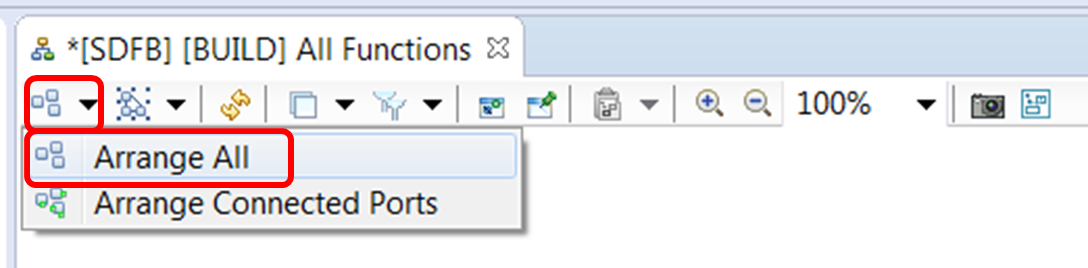 *[SDFB] [BUILD] All Functions
100%
Arrange All
Arrange Connected Ports